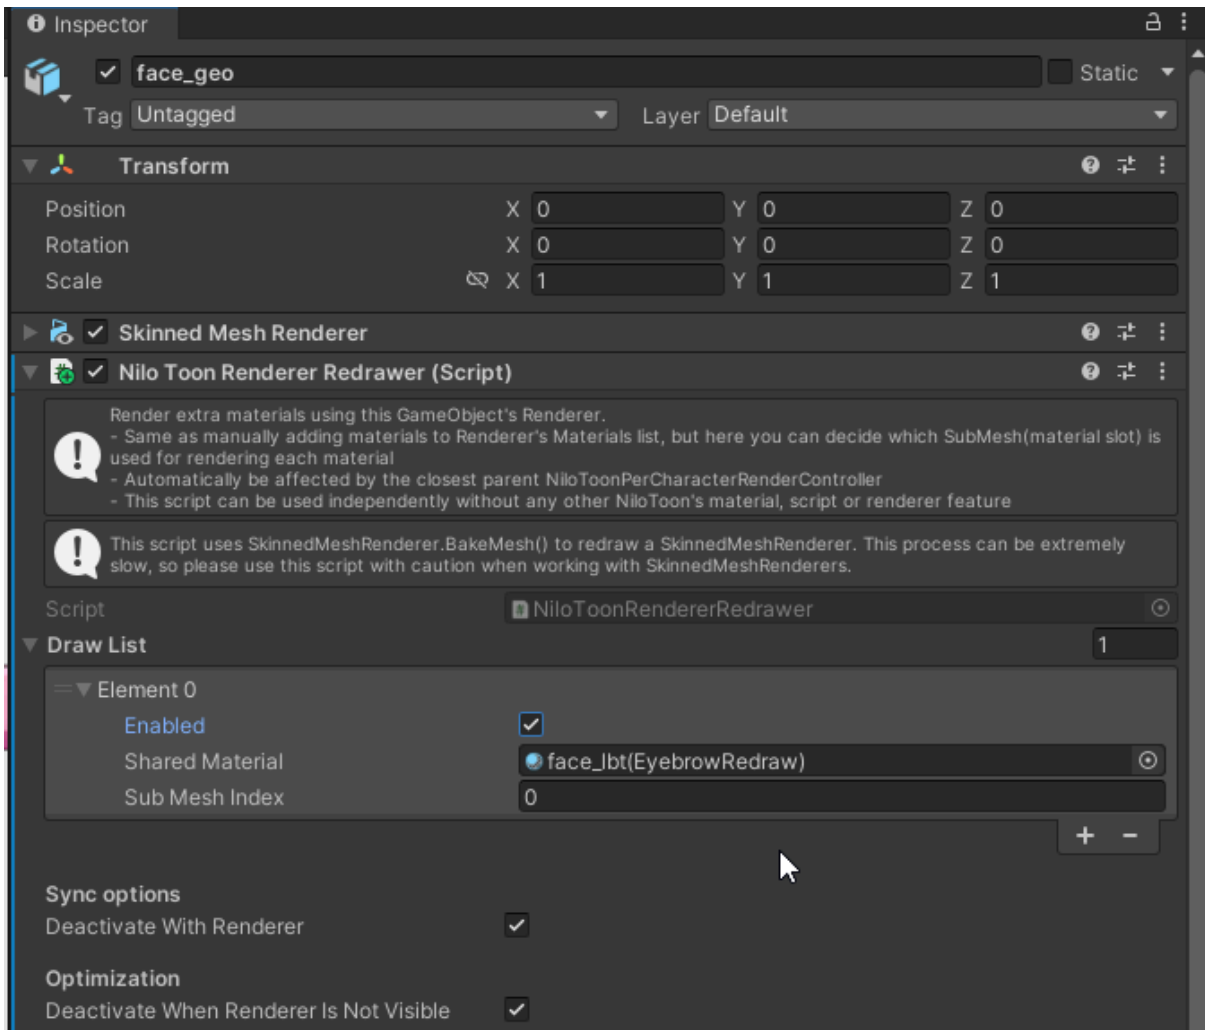 Inspector
face_geo
Static
Tag Untagged Layer Default
Transform
Position X 0 Y 0 Z 0
Rotation X 0 Y 0 Z 0
Scale X 1 Y 1 Z 1
Skinned Mesh Renderer
Nilo Toon Renderer Redrawer (Script)
Render extra materials using this GameObject's Renderer.
- Same as manually adding materials to Renderer's Materials list, but here you can decide which SubMesh(material slot) is
used for rendering each material
- Automatically be affected by the closest parent NiloToonPerCharacterRenderController
- This script can be used independently without any other NiloToon's material, script or renderer feature
This script uses SkinnedMeshRenderer.BakeMesh() to redraw a SkinnedMeshRenderer. This process can be extremely
slow, so please use this script with caution when working with SkinnedMeshRenderers.
Script NiloToonRendererRedrawer
Draw List 1
Element 0
Enabled
Shared Material face_lbt(EyebrowRedraw)
Sub Mesh Index 0
Sync options
Deactivate With Renderer
Optimization
Deactivate When Renderer Is Not Visible